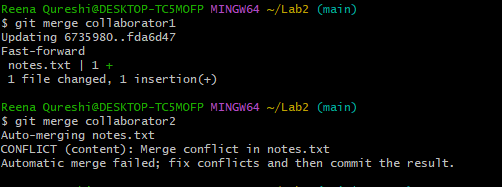 Reena Qureshi@DESKTOP-TC5MOFP MINGW64 ~/Lab2 (main)
$ git merge collaborator1
Updating 6735980..fda6d47
Fast-forward
 notes.txt | 1 +
 1 file changed, 1 insertion(+)
Reena Qureshi@DESKTOP-TC5MOFP MINGW64 ~/Lab2 (main)
$ git merge collaborator2
Auto-merging notes.txt
CONFLICT (content): Merge conflict in notes.txt
Automatic merge failed; fix conflicts and then commit the result.